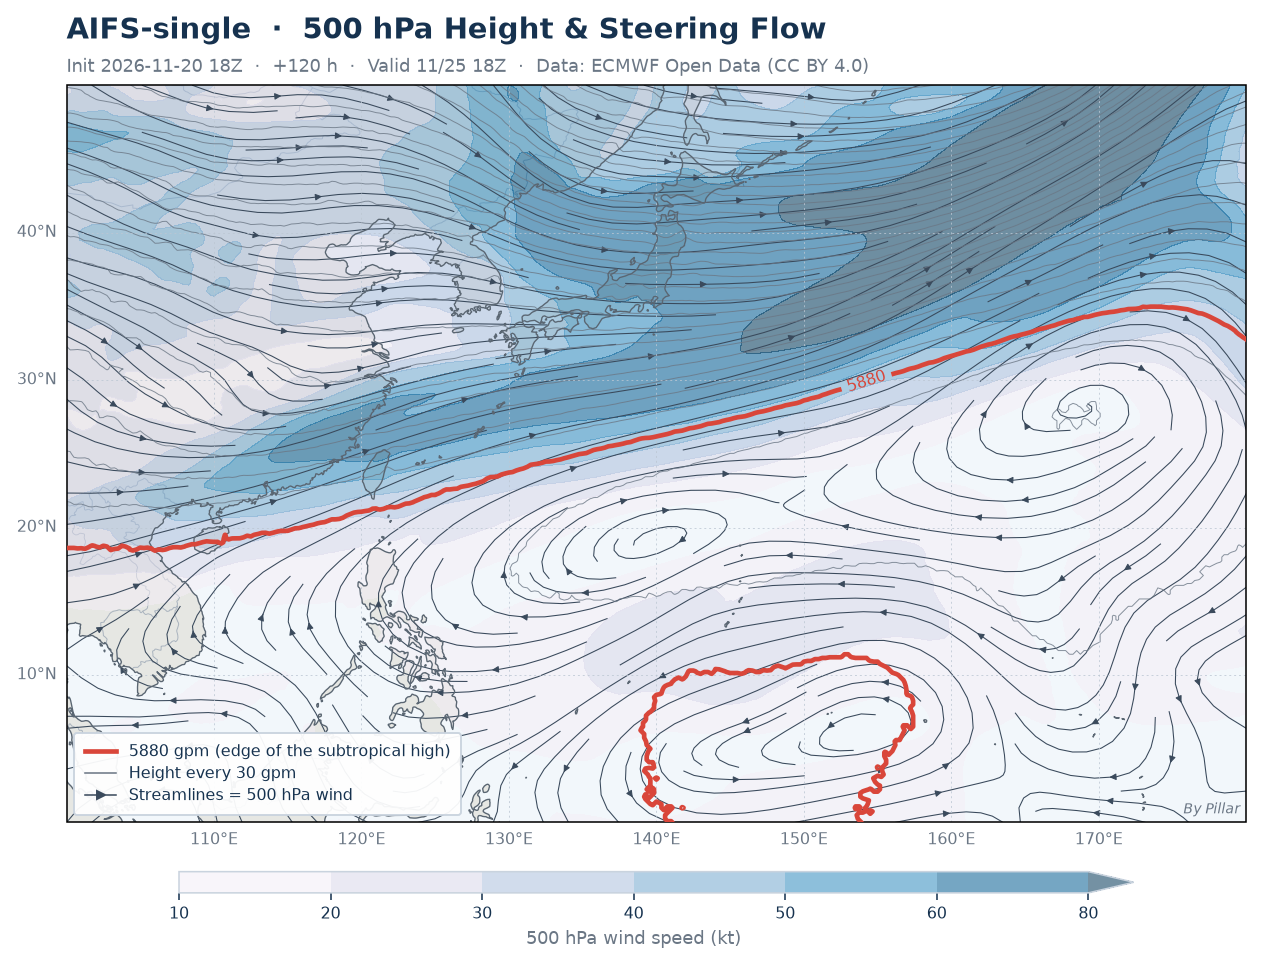 AIFS-single · 500 hPa Height & Steering Flow
Init 2026-11-20 18Z · +120 h · Valid 11/25 18Z · Data: ECMWF Open Data (CC BY 4.0)
40°N
30°N
20°N
10°N
5880
5880 gpm (edge of the subtropical high)
Height every 30 gpm
Streamlines = 500 hPa wind
By Pillar
110°E 120°E 130°E 140°E 150°E 160°E 170°E
10 20 30 40 50 60 80
500 hPa wind speed (kt)